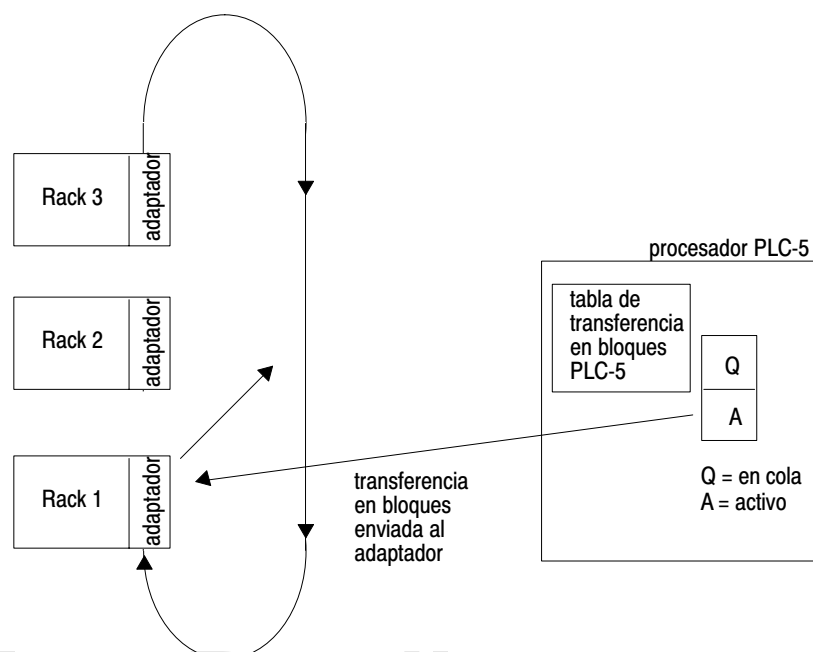 Rack 3
adaptador
procesador PLC-5
tabla de
transferencia
en bloques
PLC-5
Rack 2
adaptador
Q
A
Rack 1
adaptador
transferencia
en bloques
enviada al
adaptador
Q = en cola
A = activo